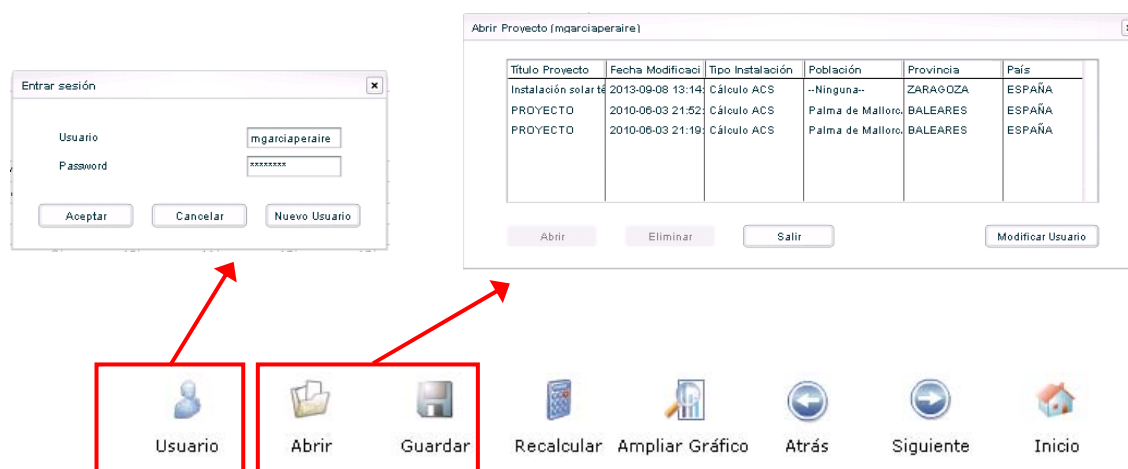 Abrir Proyecto (mgarciaperaire)
Título Proyecto Fecha Modificaci Tipo Instalación Población Provincia País
Instalación solar té 2013-09-08 13:14: Cálculo ACS --Ninguna-- ZARAGOZA ESPAÑA
PROYECTO 2010-06-03 21:52: Cálculo ACS Palma de Mallorc. BALEARES ESPAÑA
PROYECTO 2010-06-03 21:19: Cálculo ACS Palma de Mallorc. BALEARES ESPAÑA
Abrir Eliminar Salir Modificar Usuario
Entrar sesión
Usuario mgarciaperaire
Password ********
Aceptar Cancelar Nuevo Usuario
Usuario Abrir Guardar Recalcular Ampliar Gráfico Atrás Siguiente Inicio